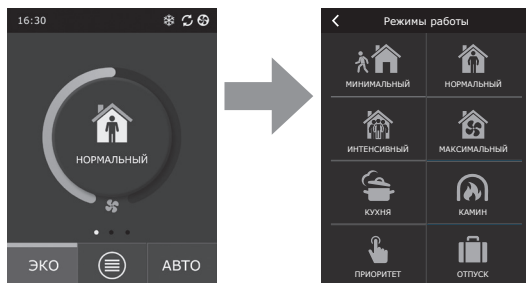 16:30
НОРМАЛЬНЫЙ
ЭКО
АВТО
Режимы работы
МИНИМАЛЬНЫЙ
НОРМАЛЬНЫЙ
ИНТЕНСИВНЫЙ
МАКСИМАЛЬНЫЙ
КУХНЯ
КАМИН
ПРИОРИТЕТ
ОТПУСК